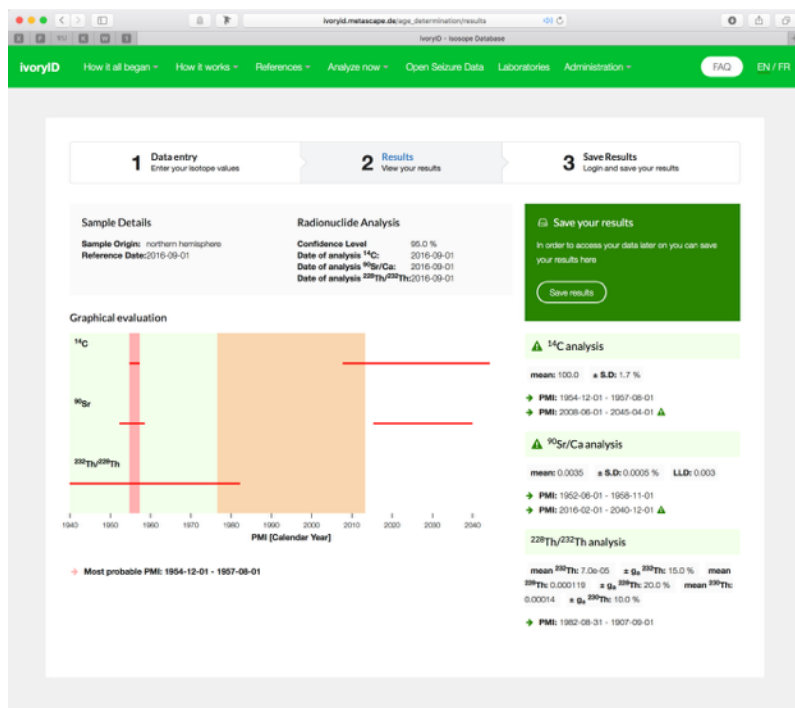 ivoryid.metascape.de/age_determination/results
IvoryID - Isosope Database
ivoryID How it all began How it works References Analyze now Open Seizure Data Laboratories Administration FAQ EN / FR
1 Data entry
Enter your isotope values
2 Results
View your results
3 Save Results
Login and save your results
Sample Details
Sample Origin: northern hemisphere
Reference Date:2016-09-01
Radionuclide Analysis
Confidence Level 95.0 %
Date of analysis ¹⁴C: 2016-09-01
Date of analysis ⁹⁰Sr/Ca: 2016-09-01
Date of analysis ²²⁸Th/²³²Th:2016-09-01
Save your results
In order to access your data later on you can save
your results here
Save results
Graphical evaluation
¹⁴C
⁹⁰Sr
²³²Th/²²⁸Th
1940 1950 1960 1970 1980 1990 2000 2010 2020 2030 2040
PMI [Calendar Year]
Most probable PMI: 1954-12-01 - 1957-08-01
¹⁴C analysis
mean: 100.0 ± S.D: 1.7 %
PMI: 1954-12-01 - 1957-08-01
PMI: 2008-06-01 - 2045-04-01
⁹⁰Sr/Ca analysis
mean: 0.0035 ± S.D: 0.0005 % LLD: 0.003
PMI: 1952-06-01 - 1958-11-01
PMI: 2016-02-01 - 2040-12-01
²²⁸Th/²³²Th analysis
mean ²³²Th: 7.0e-05 ± gₐ ²³²Th: 15.0 % mean
²²⁸Th: 0.000119 ± gₐ ²²⁸Th: 20.0 % mean ²³⁰Th:
0.00014 ± gₐ ²³⁰Th: 10.0 %
PMI: 1982-08-31 - 1907-09-01